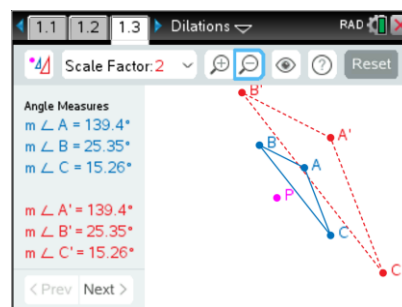 1.1 1.2 1.3 Dilations RAD
Scale Factor: 2 Reset
Angle Measures
m ∠ A = 139.4°
m ∠ B = 25.35°
m ∠ C = 15.26°
m ∠ A' = 139.4°
m ∠ B' = 25.35°
m ∠ C' = 15.26°
< Prev Next >
B'
A'
B
A
P
C
C